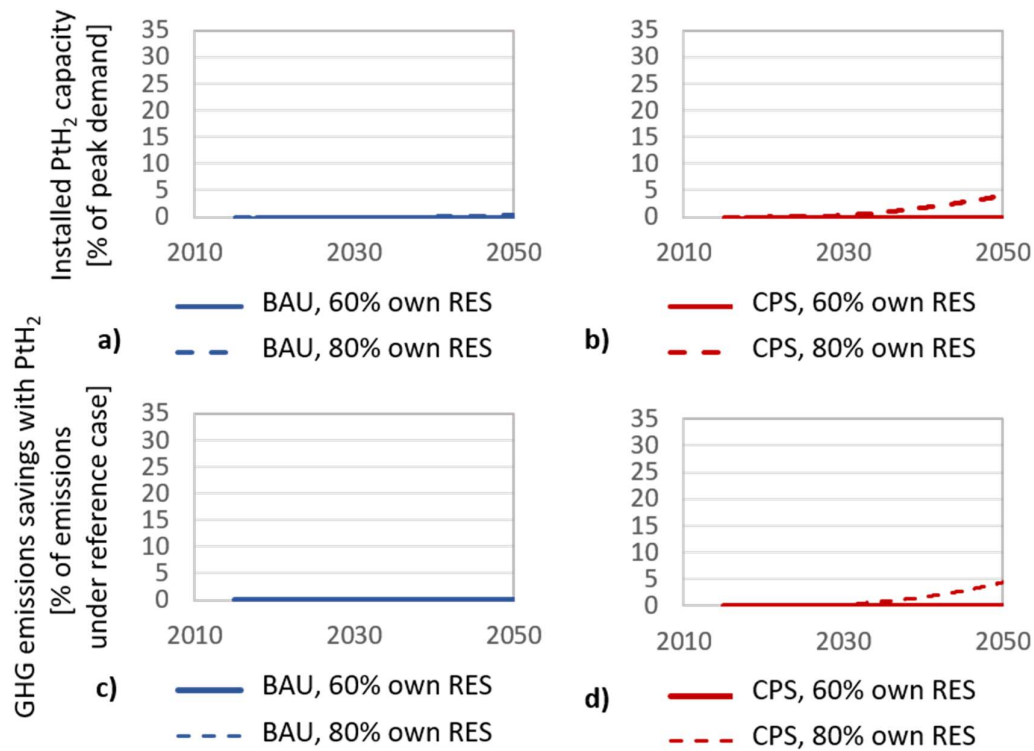 Installed PtH₂ capacity
[% of peak demand]
35
30
25
20
15
10
5
0
2010 2030 2050
BAU, 60% own RES
BAU, 80% own RES
a)
35
30
25
20
15
10
5
0
2010 2030 2050
CPS, 60% own RES
CPS, 80% own RES
b)
GHG emissions savings with PtH₂
[% of emissions
under reference case]
35
30
25
20
15
10
5
0
2010 2030 2050
BAU, 60% own RES
BAU, 80% own RES
c)
35
30
25
20
15
10
5
0
2010 2030 2050
CPS, 60% own RES
CPS, 80% own RES
d)